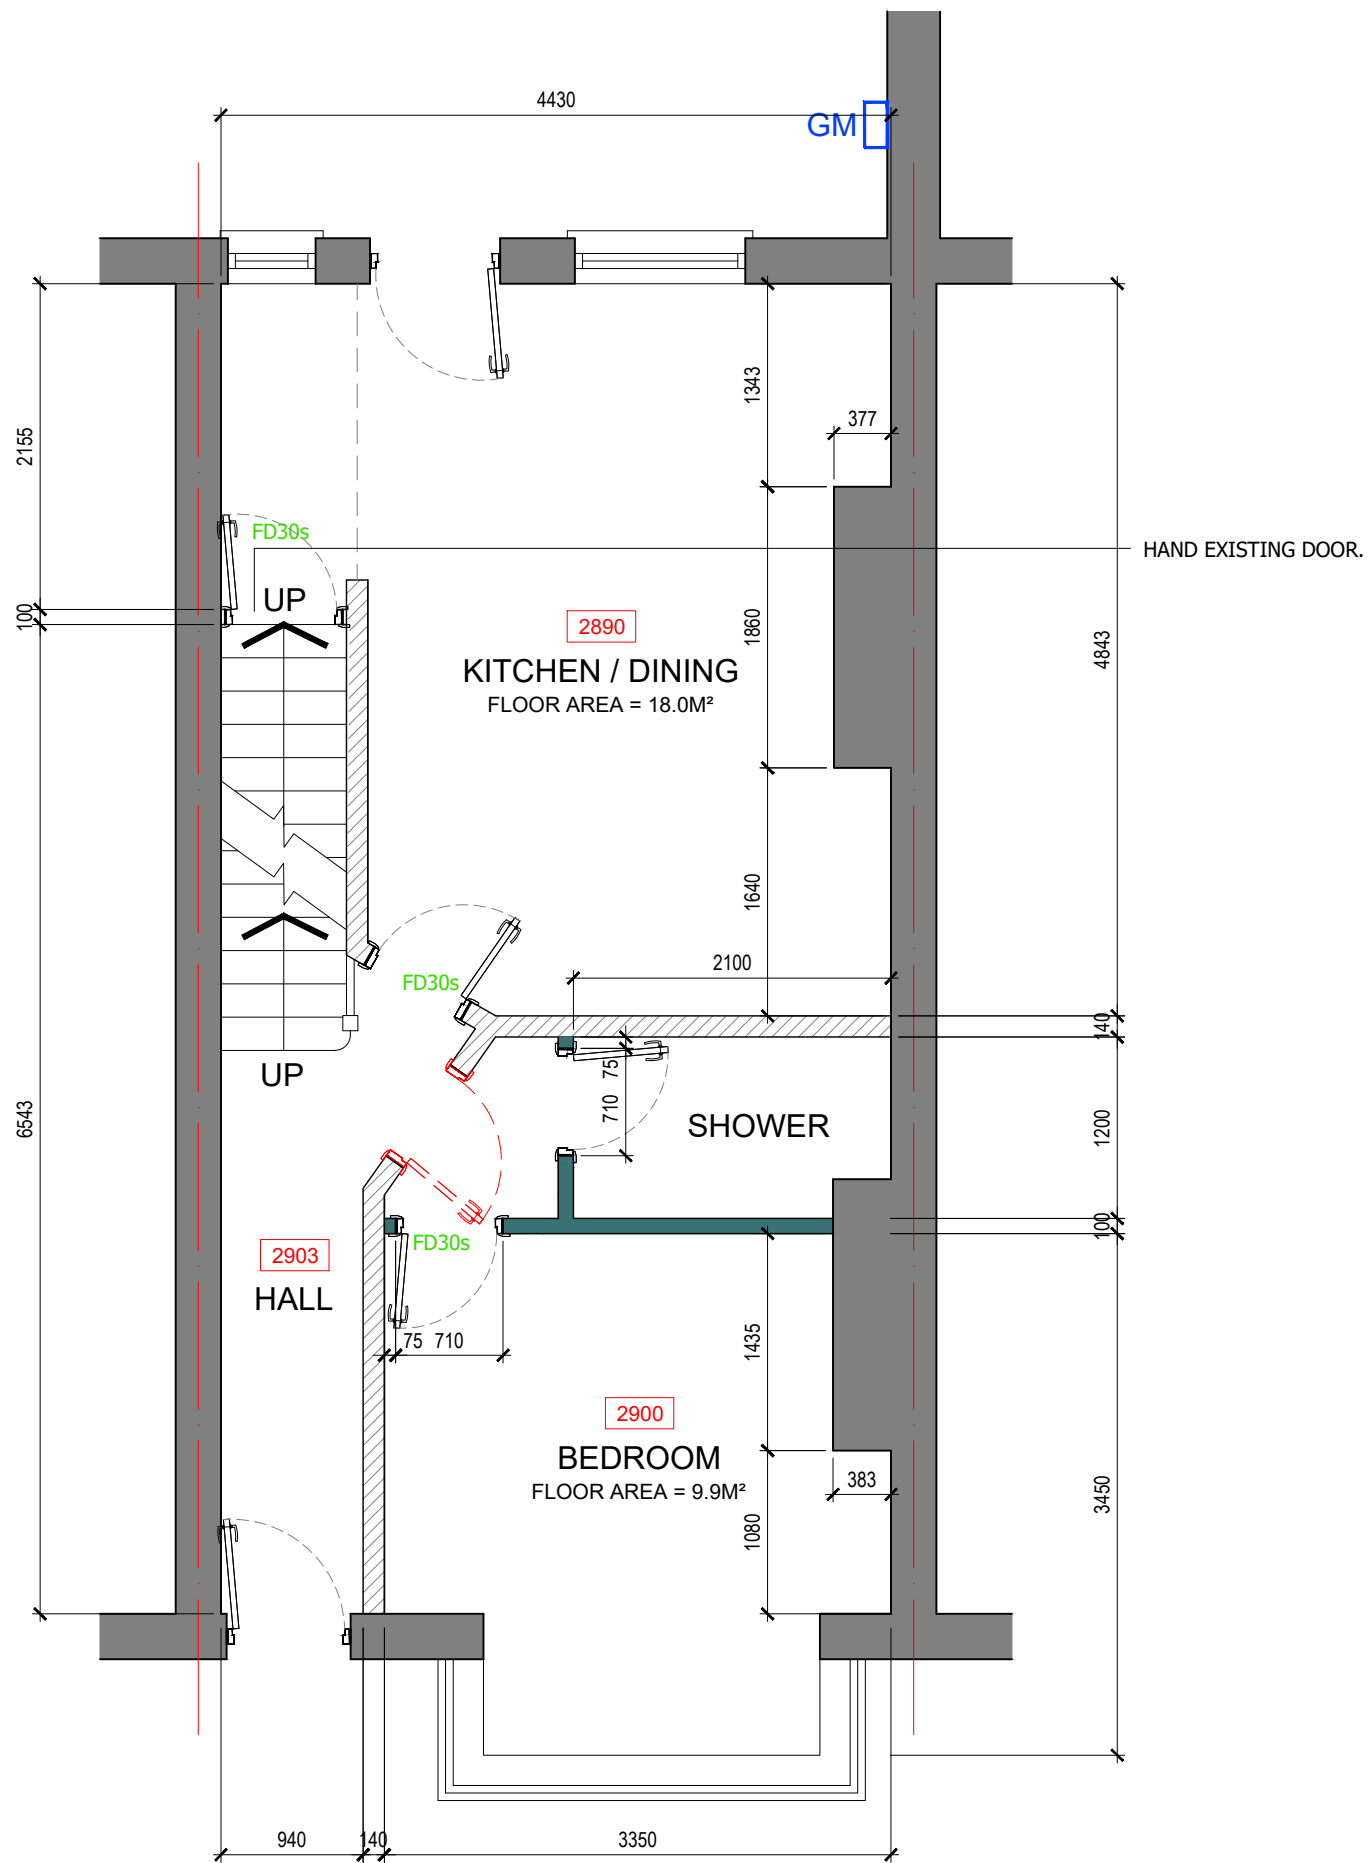 4430
GM
1343
377
2155
FD30s
HAND EXISTING DOOR.
UP
100
2890
1860
4843
KITCHEN / DINING
FLOOR AREA = 18.0M²
1640
2100
FD30s
140
75
UP
710
SHOWER
6543
1200
100
FD30s
2903
HALL
75 710
1435
2900
BEDROOM
383
FLOOR AREA = 9.9M²
3450
1080
940
140
3350